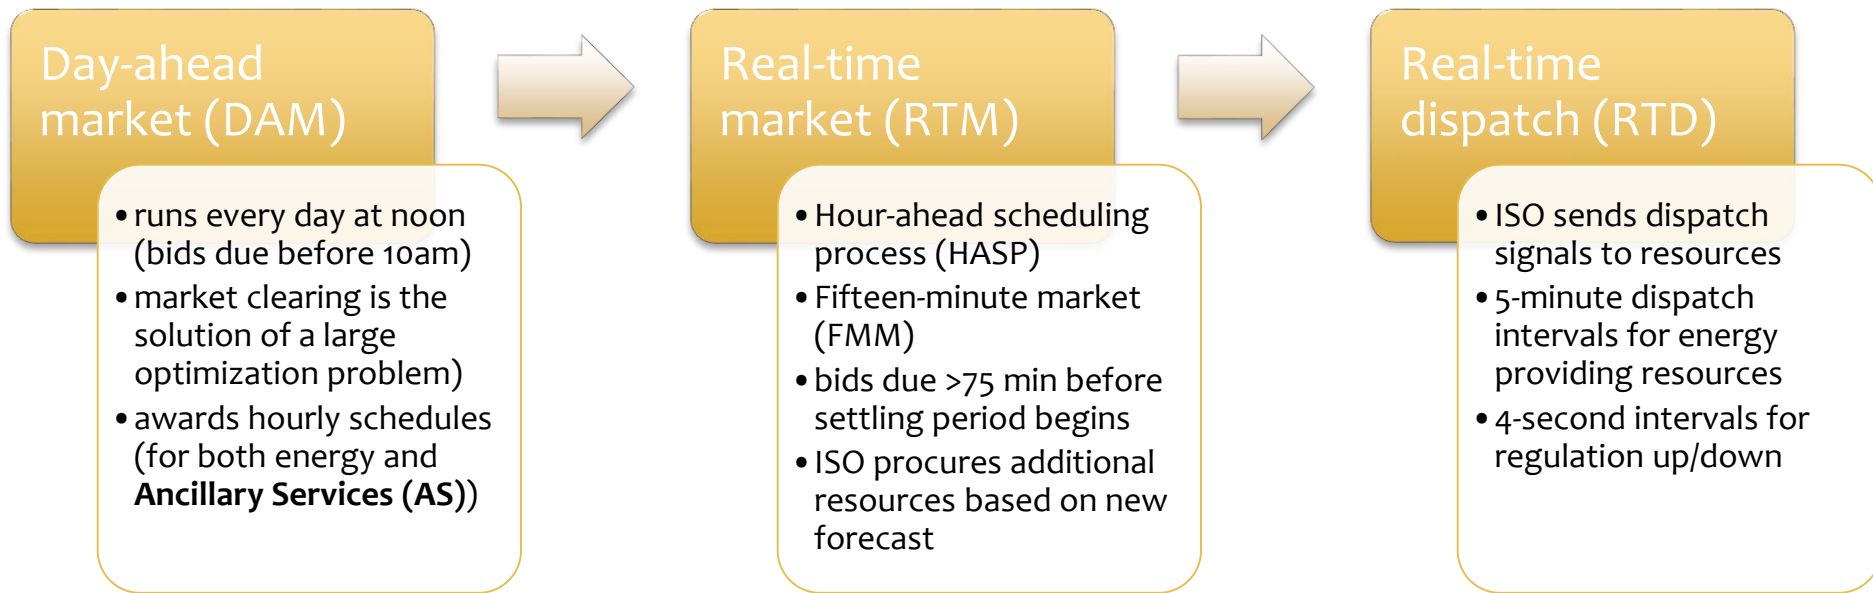 Day-ahead
market (DAM)
• runs every day at noon
(bids due before 10am)
• market clearing is the
solution of a large
optimization problem)
• awards hourly schedules
(for both energy and
Ancillary Services (AS))
Real-time
market (RTM)
• Hour-ahead scheduling
process (HASP)
• Fifteen-minute market
(FMM)
• bids due >75 min before
settling period begins
• ISO procures additional
resources based on new
forecast
Real-time
dispatch (RTD)
• ISO sends dispatch
signals to resources
• 5-minute dispatch
intervals for energy
providing resources
• 4-second intervals for
regulation up/down